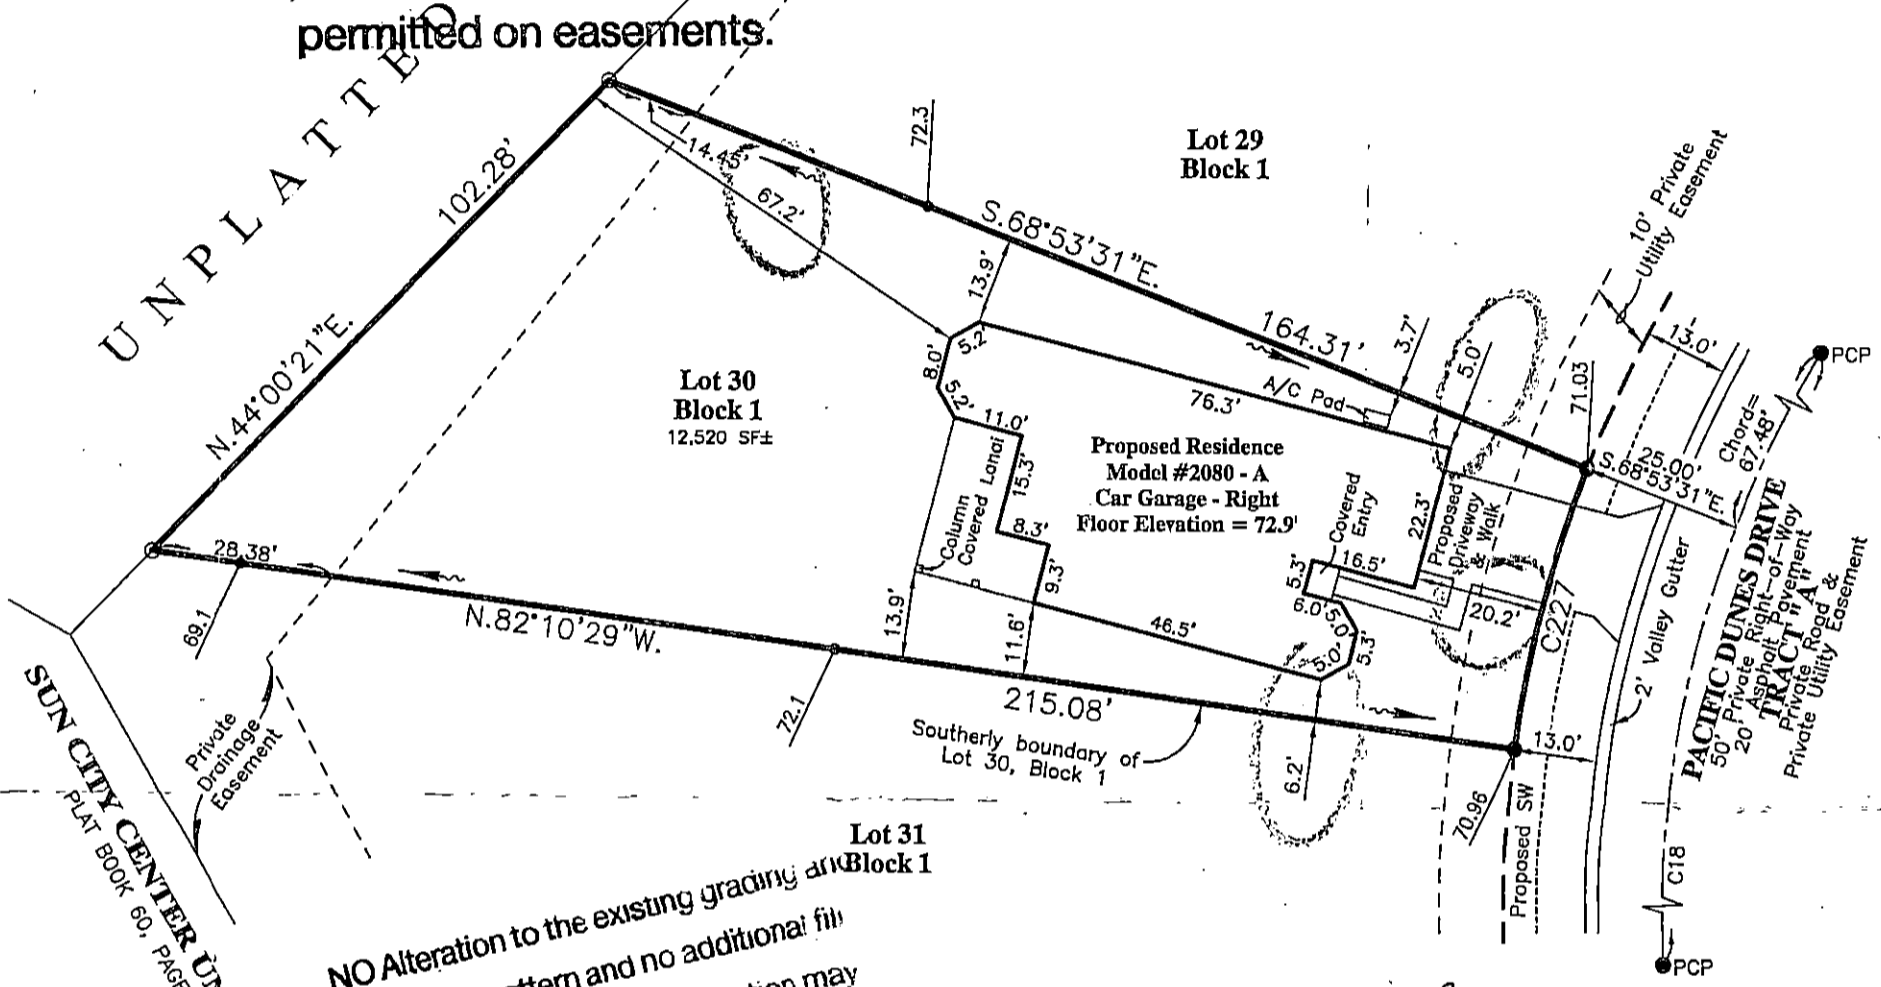 permitted on easements.
UNPLATTED
102.28'
N.44°00'21"E.
14.45'
67.2'
72.3
Lot 29
Block 1
S.68°53'31"E.
164.31'
13.9'
5.2'
8.0'
5.2'
11.0'
76.3'
A/C Pad
3.7'
5.0'
71.03
10' Private
Utility Easement
13.0'
PCP
Chord=
67.48'
25.00'
S.68°53'31"E.
Lot 30
Block 1
12,520 SF±
Proposed Residence
Model #2080 - A
Car Garage - Right
Floor Elevation = 72.9'
Column
Covered Lanai
15.3'
8.3'
9.3'
Covered
Entry
22.3'
Proposed
Driveway
& Walk
5.3'
16.5'
6.0'
5.0'
5.3'
5.0'
20.2'
C227
2' Valley Gutter
PACIFIC DUNES DRIVE
50' Private Right-of-Way
20' Asphalt Pavement
TRACT "A"
Private Road &
Private Utility Easement
28.38'
69.1
N.82°10'29"W.
13.9'
11.6'
46.5'
72.1
215.08'
Southerly boundary of
Lot 30, Block 1
6.2'
13.0'
70.96
Proposed SW
C18
PCP
Private
Drainage
Easement
SUN CITY CENTER
PLAT BOOK 60, PAGE
Lot 31
Block 1
NO Alteration to the existing grading and
and no additional fill
may